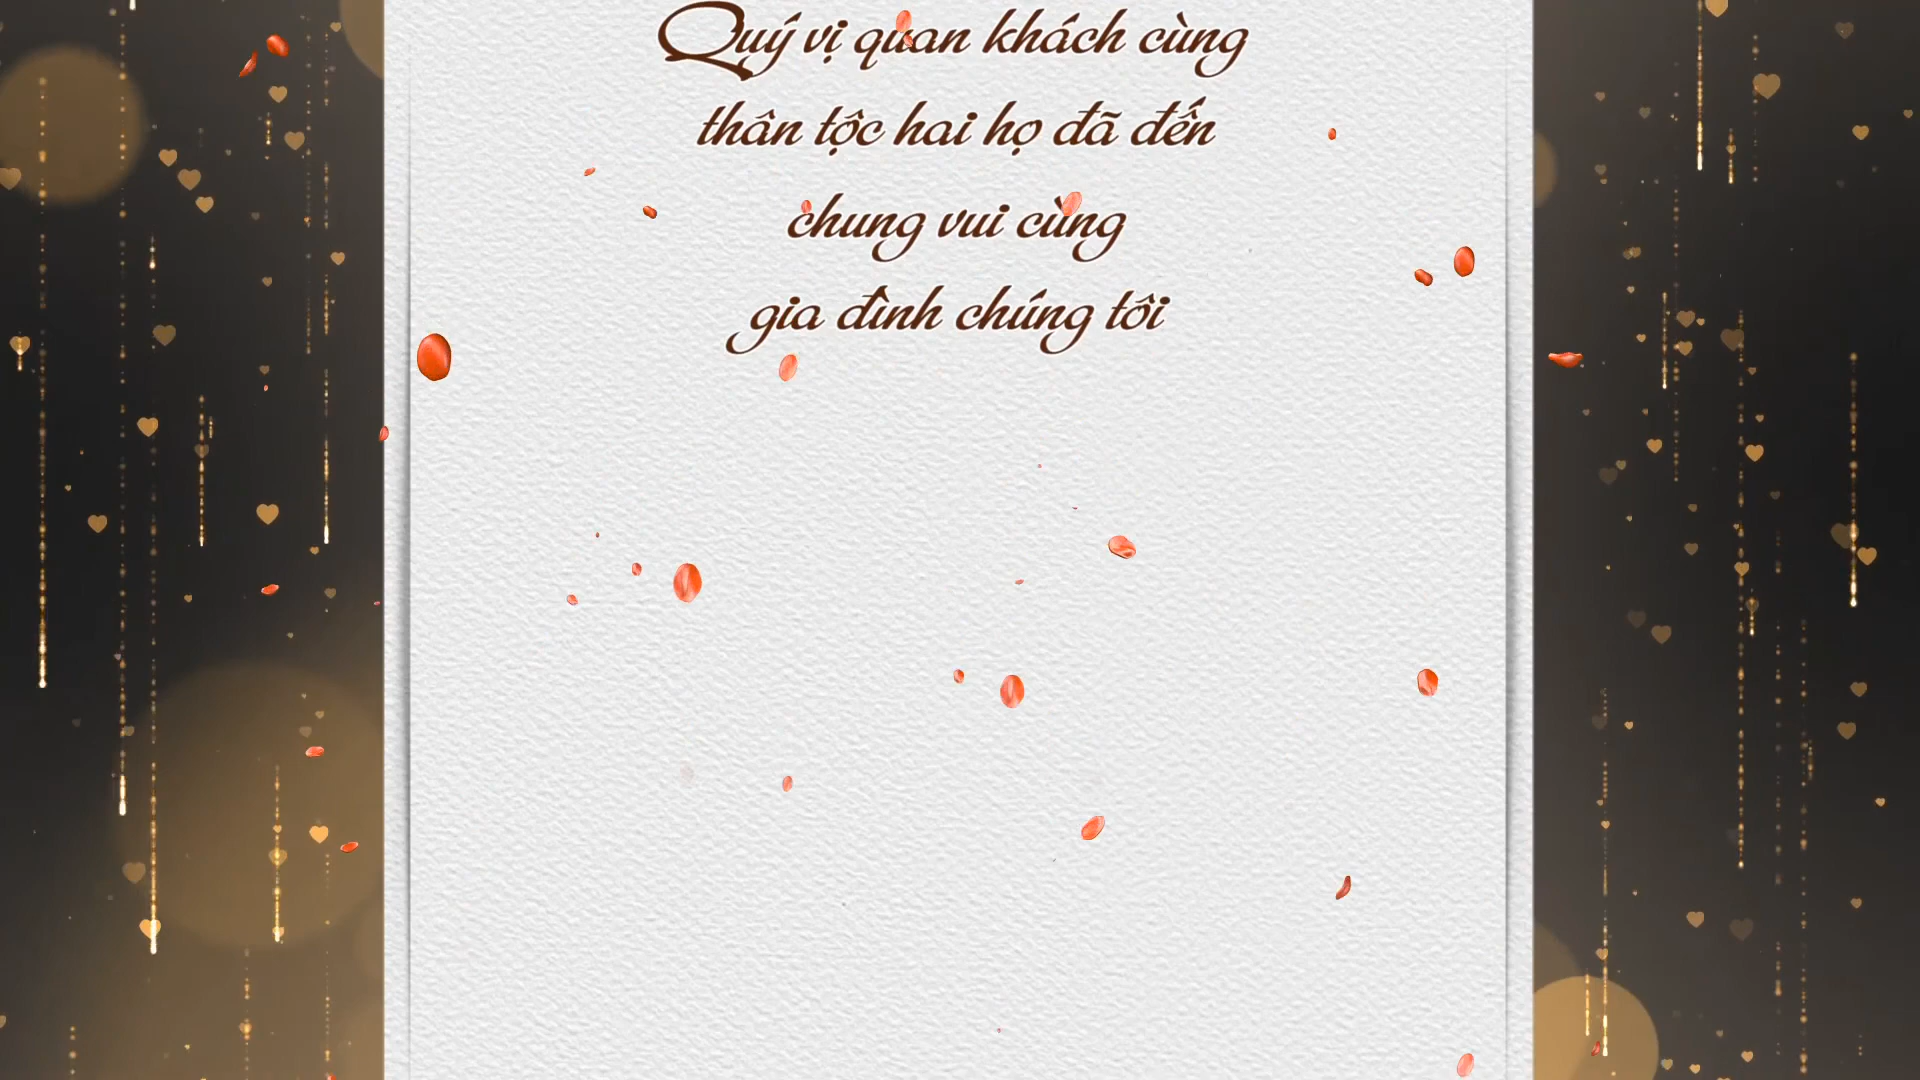 Quý vị quan khách cùng
thân tộc hai họ đã đến
chung vui cùng
gia đình chúng tôi